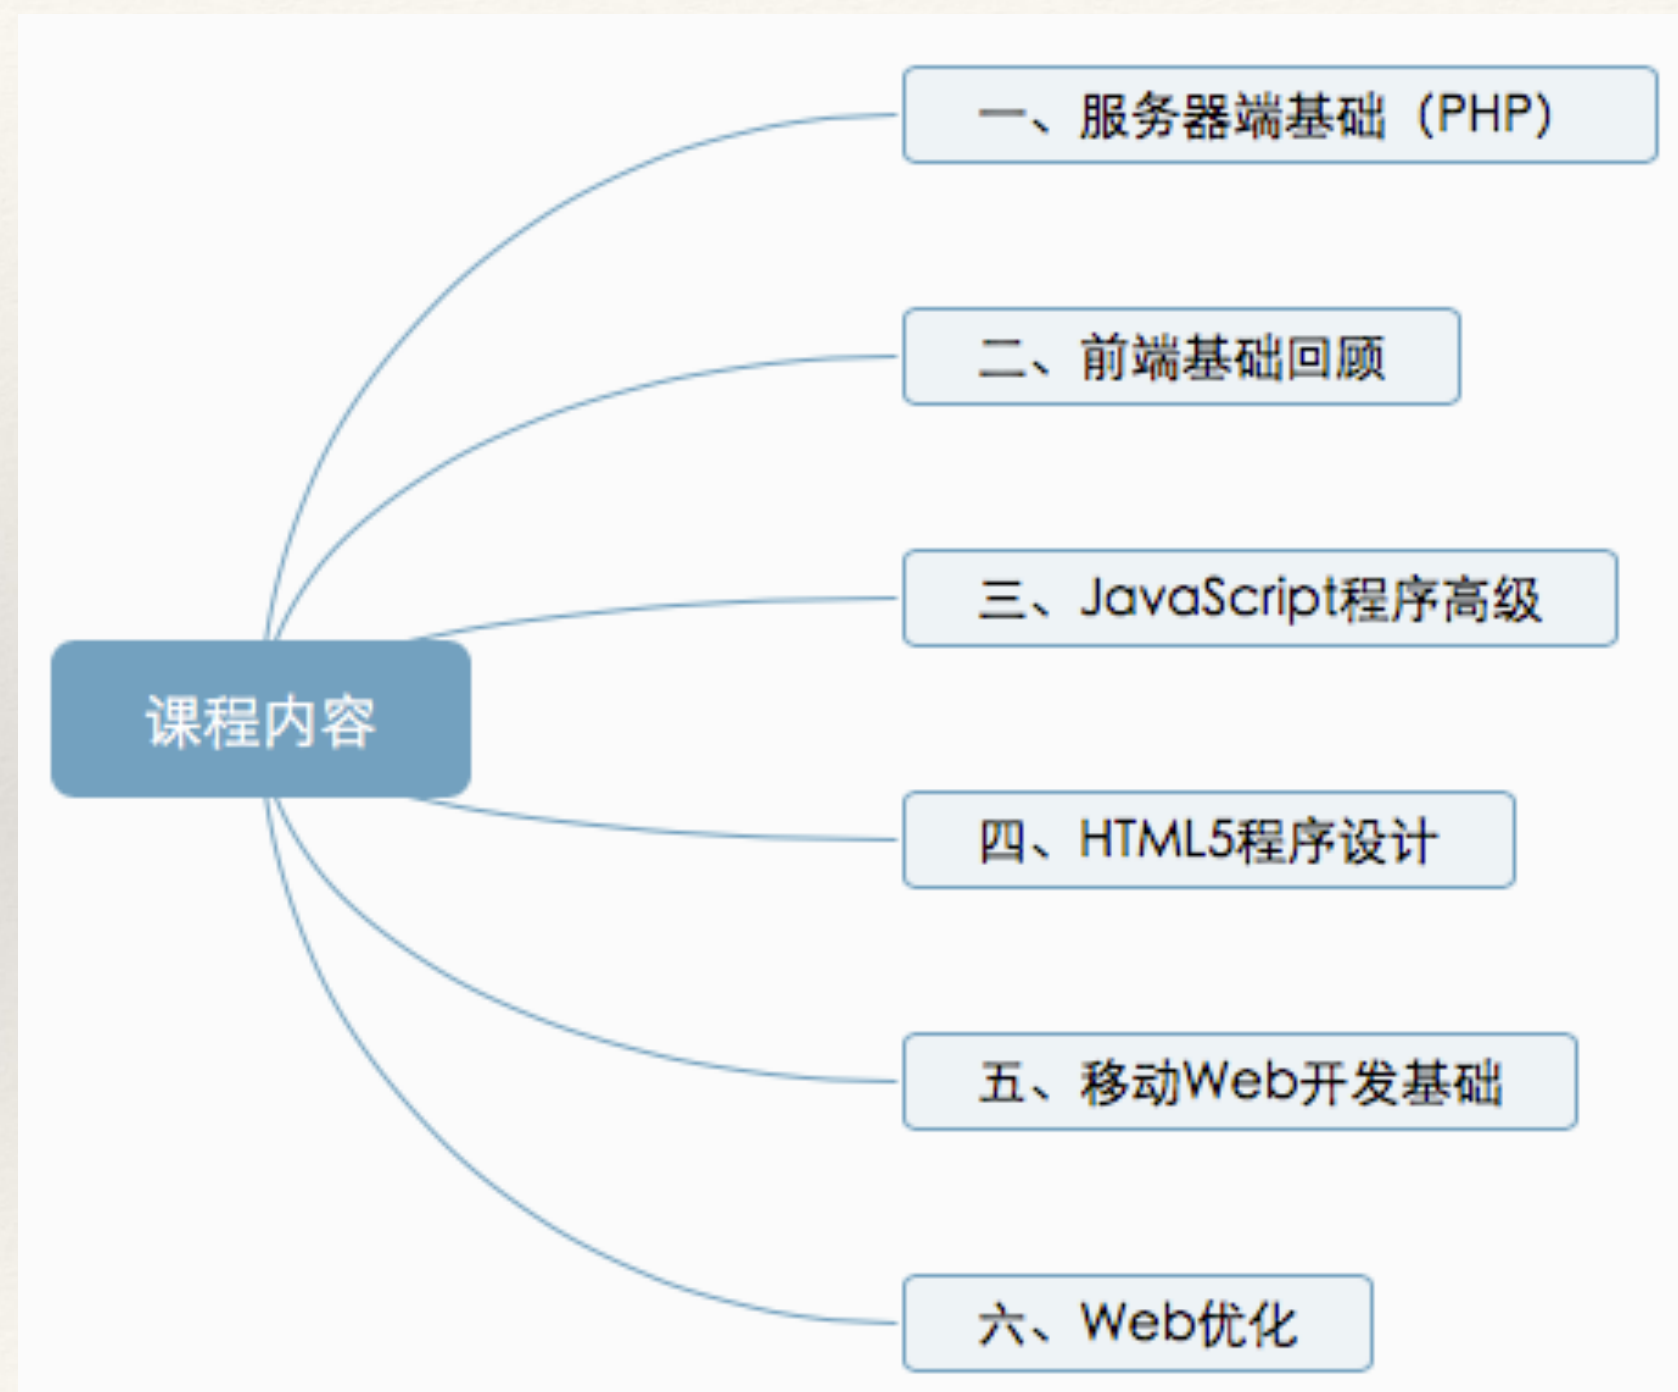 一、服务器端基础（PHP）
二、前端基础回顾
三、JavaScript程序高级
课程内容
四、HTML5程序设计
五、移动Web开发基础
六、Web优化